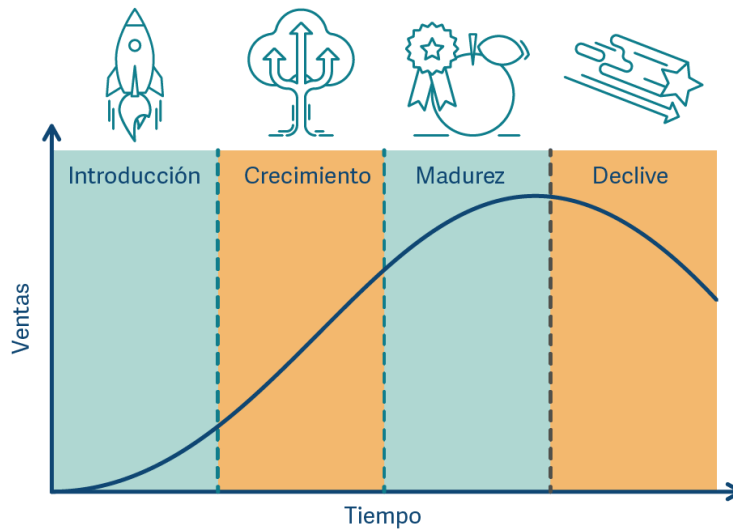 Introducción
Crecimiento
Madurez
Declive
Ventas
Tiempo